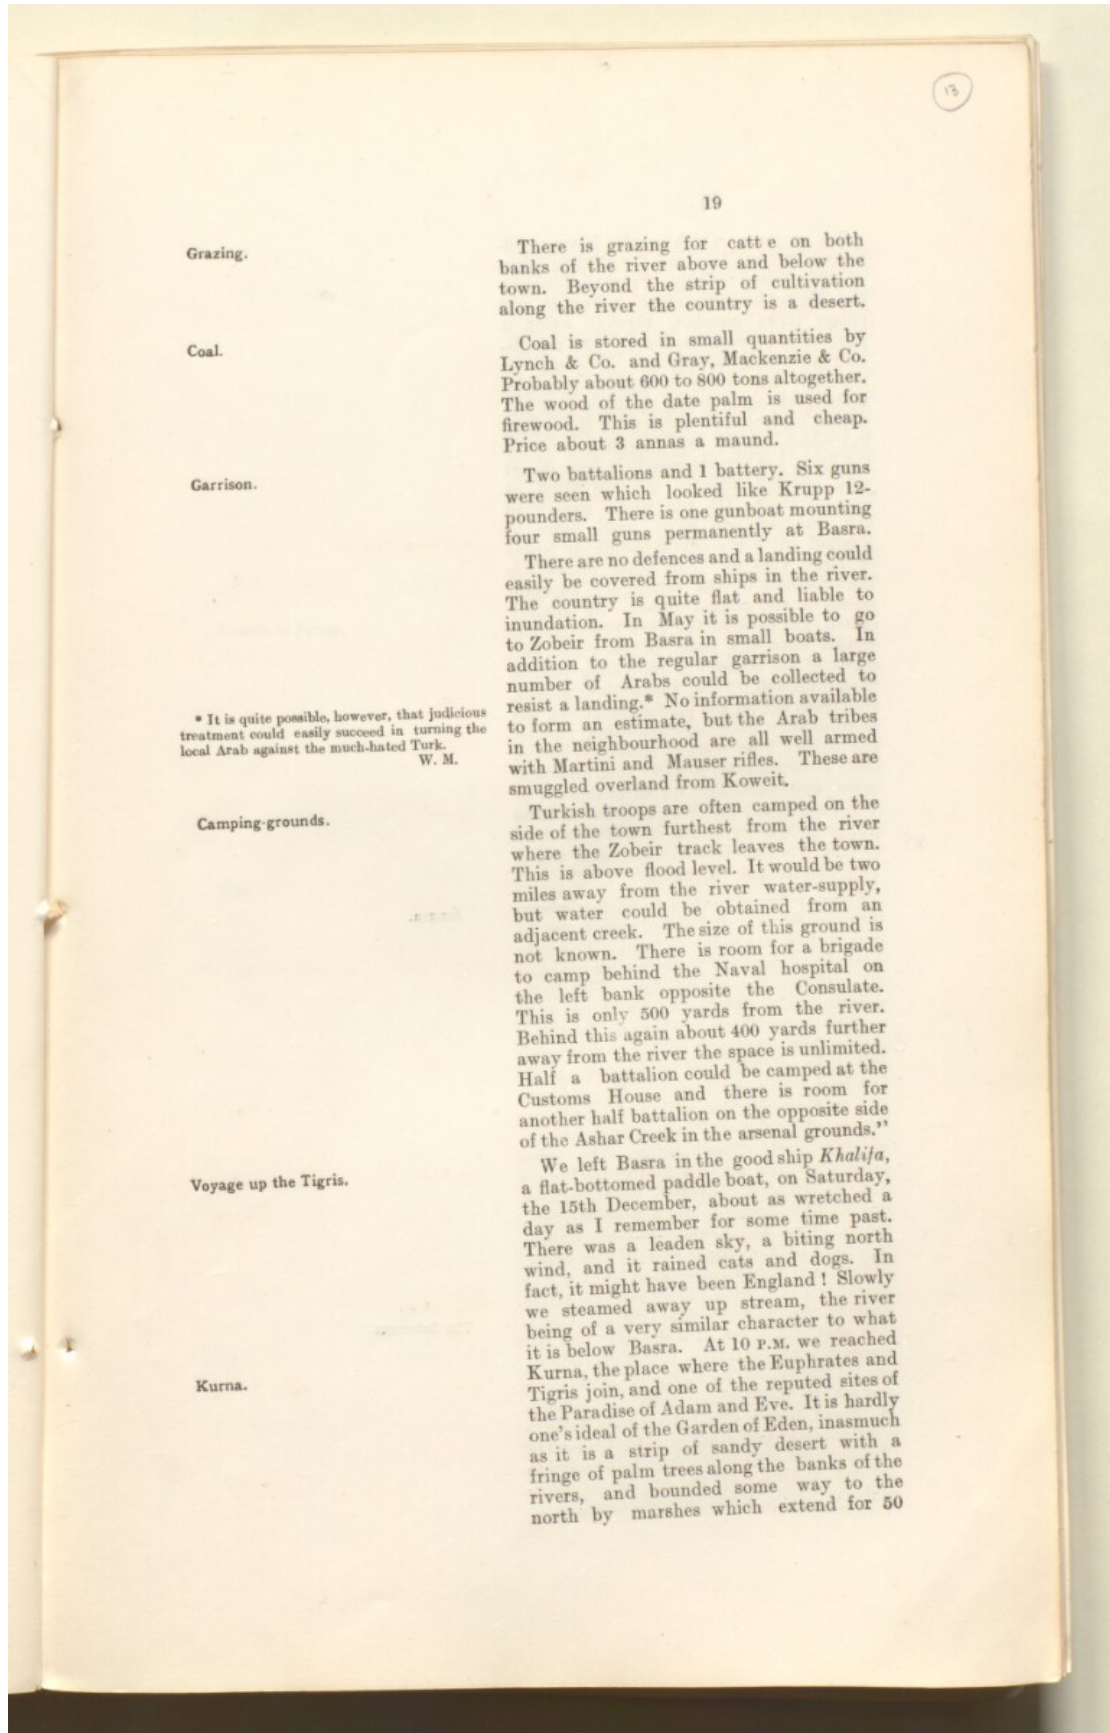 13
19
Grazing.
There is grazing for catt e on both
banks of the river above and below the
town. Beyond the strip of cultivation
along the river the country is a desert.
Coal.
Coal is stored in small quantities by
Lynch & Co. and Gray, Mackenzie & Co.
Probably about 600 to 800 tons altogether.
The wood of the date palm is used for
firewood. This is plentiful and cheap.
Price about 3 annas a maund.
Garrison.
Two battalions and 1 battery. Six guns
were seen which looked like Krupp 12-
pounders. There is one gunboat mounting
four small guns permanently at Basra.
There are no defences and a landing could
easily be covered from ships in the river.
The country is quite flat and liable to
inundation. In May it is possible to go
to Zobeir from Basra in small boats. In
addition to the regular garrison a large
number of Arabs could be collected to
resist a landing.* No information available
to form an estimate, but the Arab tribes
in the neighbourhood are all well armed
with Martini and Mauser rifles. These are
smuggled overland from Koweit.
* It is quite possible, however, that judicious
treatment could easily succeed in turning the
local Arab against the much-hated Turk.
W. M.
Camping-grounds.
Turkish troops are often camped on the
side of the town furthest from the river
where the Zobeir track leaves the town.
This is above flood level. It would be two
miles away from the river water-supply,
but water could be obtained from an
adjacent creek. The size of this ground is
not known. There is room for a brigade
to camp behind the Naval hospital on
the left bank opposite the Consulate.
This is only 500 yards from the river.
Behind this again about 400 yards further
away from the river the space is unlimited.
Half a battalion could be camped at the
Customs House and there is room for
another half battalion on the opposite side
of the Ashar Creek in the arsenal grounds."
Voyage up the Tigris.
We left Basra in the good ship Khalifa,
a flat-bottomed paddle boat, on Saturday,
the 15th December, about as wretched a
day as I remember for some time past.
There was a leaden sky, a biting north
wind, and it rained cats and dogs. In
fact, it might have been England ! Slowly
we steamed away up stream, the river
being of a very similar character to what
it is below Basra. At 10 P.M. we reached
Kurna.
Kurna, the place where the Euphrates and
Tigris join, and one of the reputed sites of
the Paradise of Adam and Eve. It is hardly
one's ideal of the Garden of Eden, inasmuch
as it is a strip of sandy desert with a
fringe of palm trees along the banks of the
rivers, and bounded some way to the
north by marshes which extend for 50